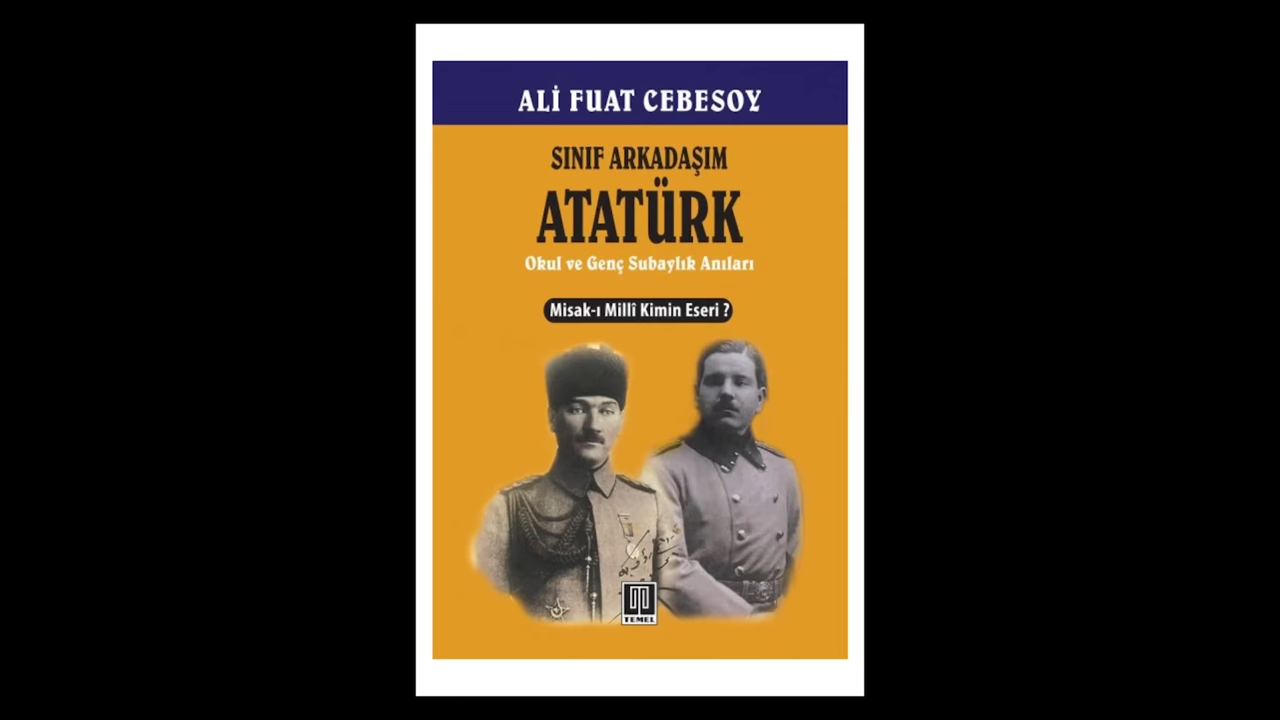 ALİ FUAT CEBESOY
SINIF ARKADAŞIM
ATATÜRK
Okul ve Genç Subaylık Anıları
Misak-ı Millî Kimin Eseri ?
TEMEL